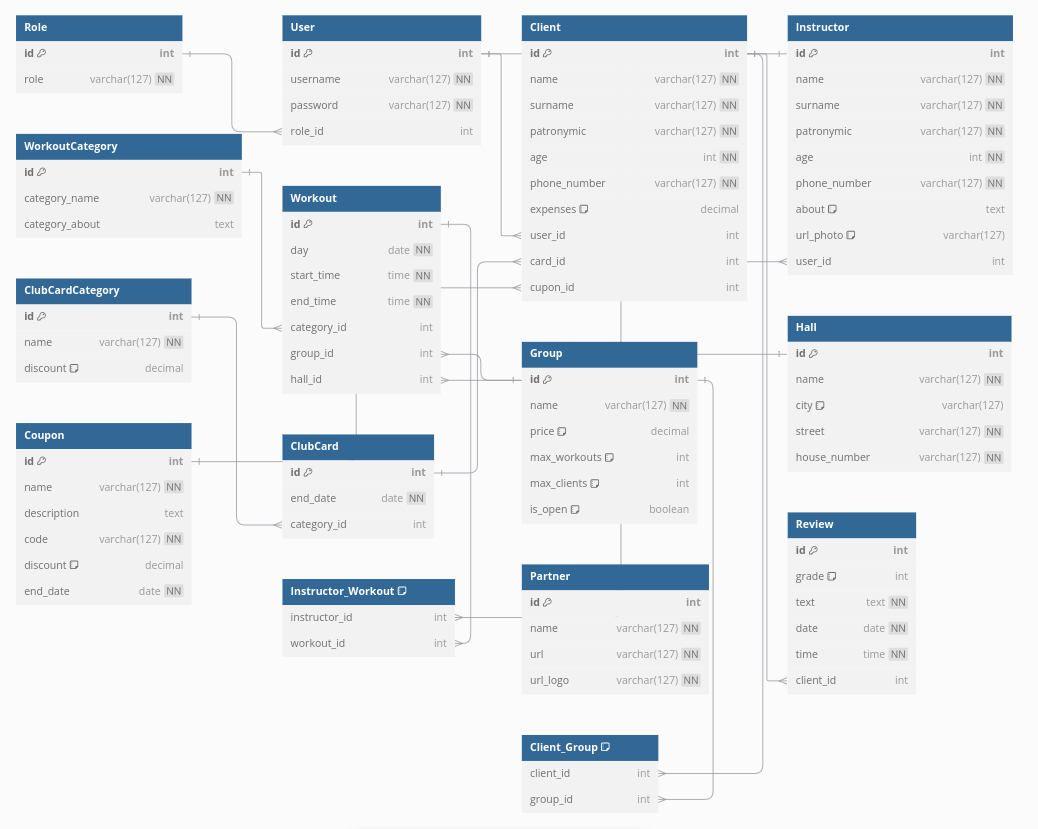 Role
id int
role varchar(127) NN
User
id int
username varchar(127) NN
password varchar(127) NN
role_id int
Client
id int
name varchar(127) NN
surname varchar(127) NN
patronymic varchar(127) NN
age int NN
phone_number varchar(127) NN
expenses decimal
user_id int
card_id int
cupon_id int
Instructor
id int
name varchar(127) NN
surname varchar(127) NN
patronymic varchar(127) NN
age int NN
phone_number varchar(127) NN
about text
url_photo varchar(127)
user_id int
WorkoutCategory
id int
category_name varchar(127) NN
category_about text
Workout
id int
day date NN
start_time time NN
end_time time NN
category_id int
group_id int
hall_id int
ClubCardCategory
id int
name varchar(127) NN
discount decimal
Group
id int
name varchar(127) NN
price decimal
max_workouts int
max_clients int
is_open boolean
Hall
id int
name varchar(127) NN
city varchar(127)
street varchar(127) NN
house_number varchar(127) NN
Coupon
id int
name varchar(127) NN
description text
code varchar(127) NN
discount decimal
end_date date NN
ClubCard
id int
end_date date NN
category_id int
Review
id int
grade int
text text NN
date date NN
time time NN
client_id int
Instructor_Workout
instructor_id int
workout_id int
Partner
id int
name varchar(127) NN
url varchar(127) NN
url_logo varchar(127) NN
Client_Group
client_id int
group_id int